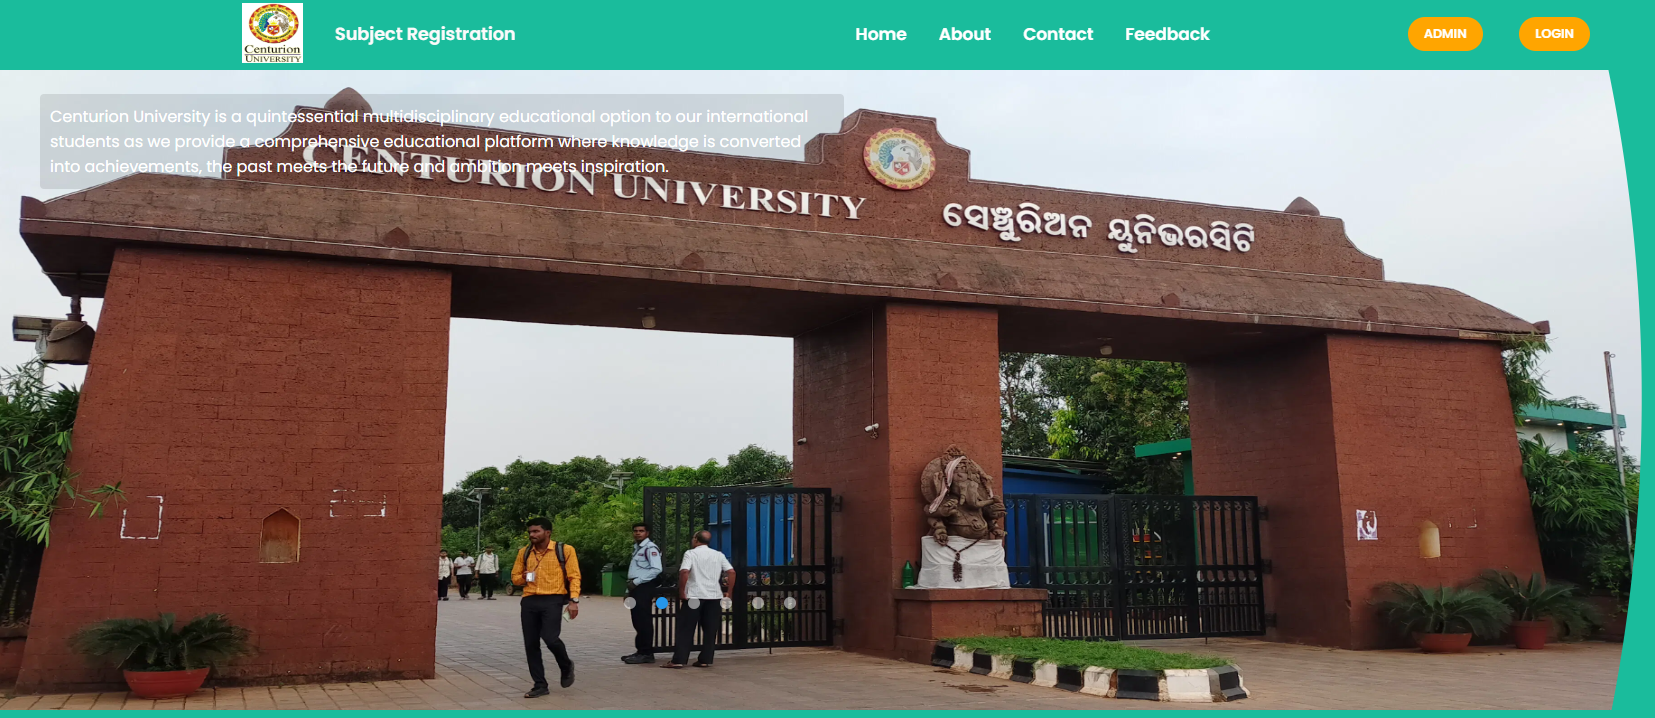 Centurion
UNIVERSITY
Subject Registration
Home
About
Contact
Feedback
ADMIN
LOGIN
Centurion University is a quintessential multidisciplinary educational option to our international
students as we provide a comprehensive educational platform where knowledge is converted
into achievements, the past meets the future and ambition meets inspiration.
CENTURION UNIVERSITY
ସେଞ୍ଚୁରିଅନ ୟୁନିଭରସିଟି